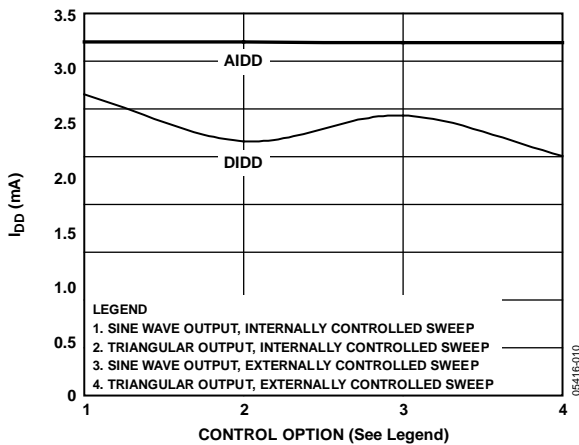 3.5
3.0
2.5
2.0
1.5
1.0
0.5
0
I_DD (mA)
AIDD
DIDD
LEGEND
1. SINE WAVE OUTPUT, INTERNALLY CONTROLLED SWEEP
2. TRIANGULAR OUTPUT, INTERNALLY CONTROLLED SWEEP
3. SINE WAVE OUTPUT, EXTERNALLY CONTROLLED SWEEP
4. TRIANGULAR OUTPUT, EXTERNALLY CONTROLLED SWEEP
1 2 3 4
CONTROL OPTION (See Legend)
05416-010